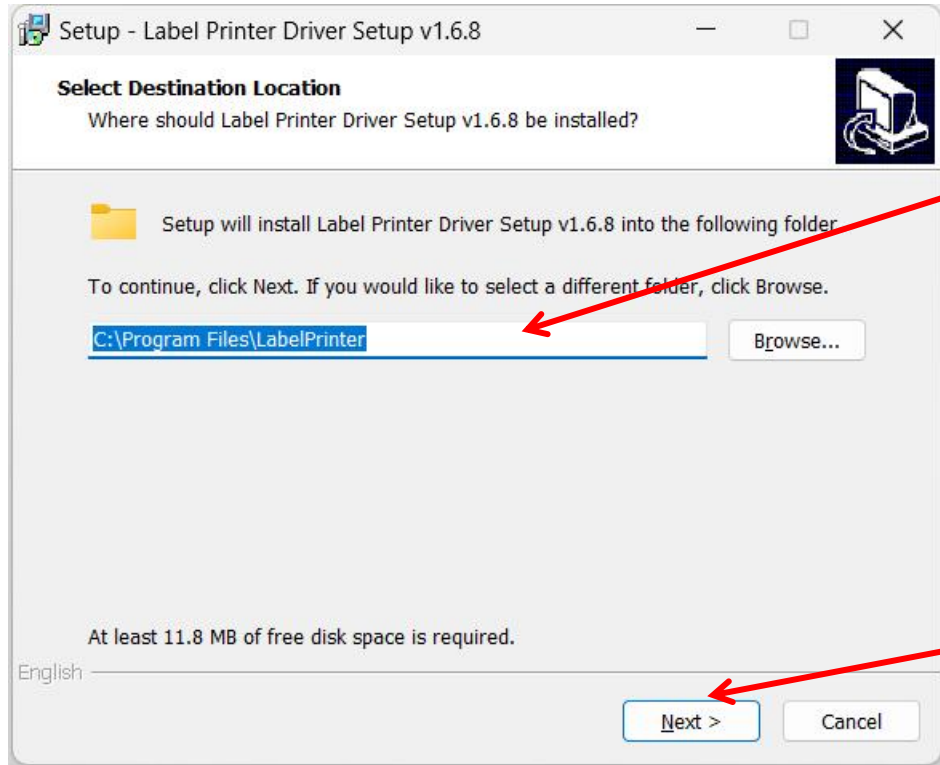 Setup - Label Printer Driver Setup v1.6.8
Select Destination Location
Where should Label Printer Driver Setup v1.6.8 be installed?
Setup will install Label Printer Driver Setup v1.6.8 into the following folder
To continue, click Next. If you would like to select a different folder, click Browse.
C:\Program Files\LabelPrinter
Browse...
At least 11.8 MB of free disk space is required.
English
Next >
Cancel